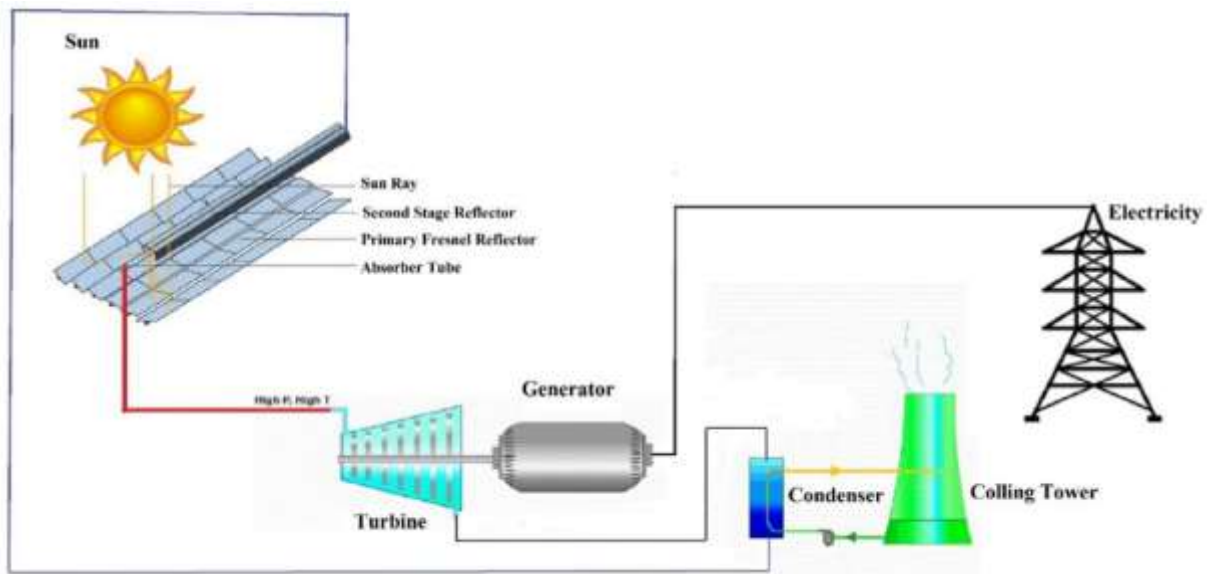 Sun
Sun Ray
Second Stage Reflector
Primary Fresnel Reflector
Absorber Tube
Electricity
High P, High T
Generator
Turbine
Condenser
Colling Tower